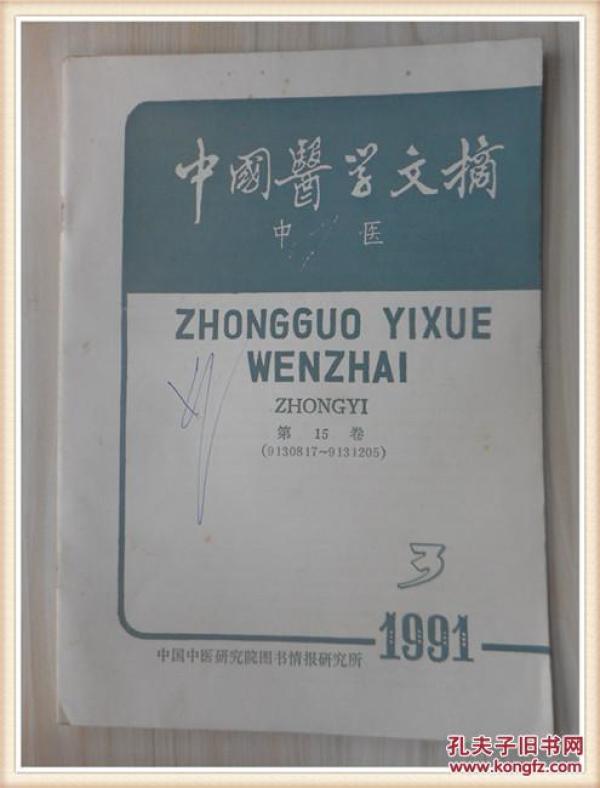 中國醫学文摘
中医
ZHONGGUO YIXUE
WENZHAI
ZHONGYI
第 15 卷
(9130817~9131205)
3
1991
中国中医研究院图书情报研究所
孔夫子旧书网
www.kongfz.com